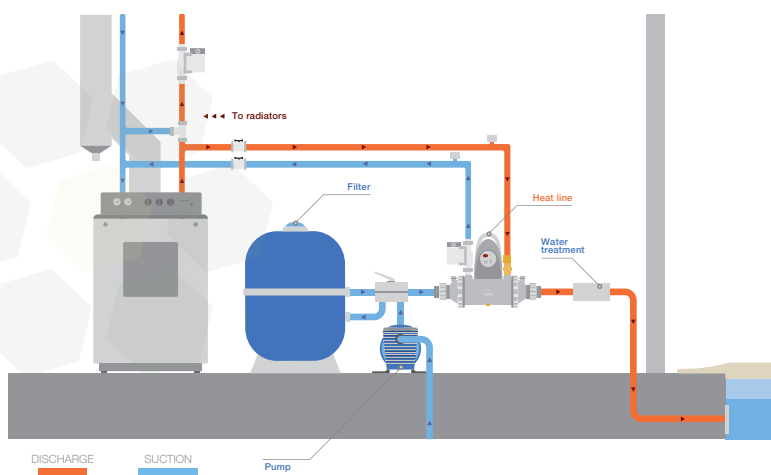 ◄ ◄ ◄ To radiators
Filter
Heat line
Water
treatment
DISCHARGE
SUCTION
Pump